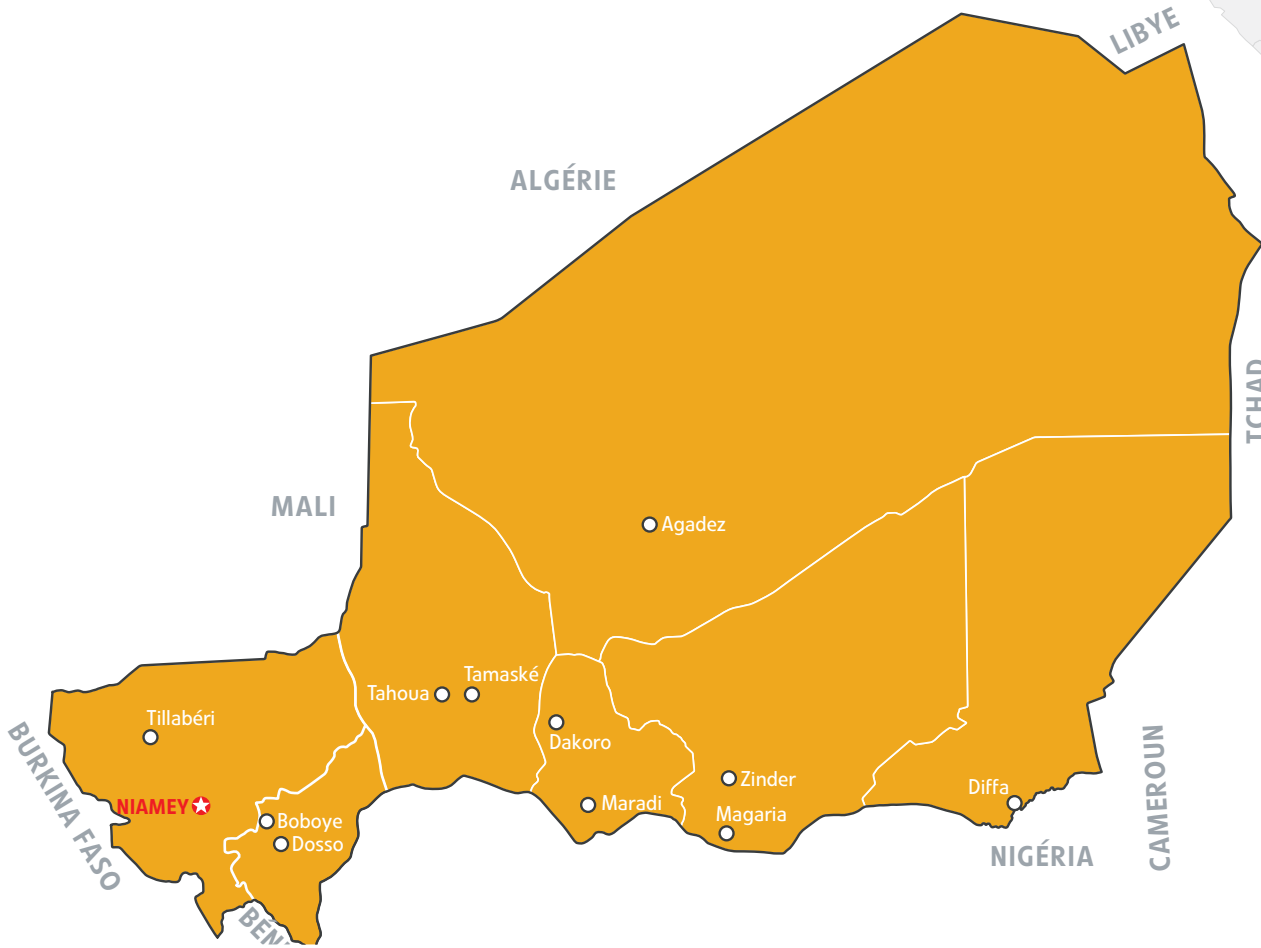 LIBYE
ALGÉRIE
TCHAD
MALI
Agadez
Tamaské
Tahoua
Tillabéri
Dakoro
BURKINA FASO
CAMEROUN
Zinder
Diffa
NIAMEY
Maradi
Magaria
Boboye
Dosso
NIGÉRIA